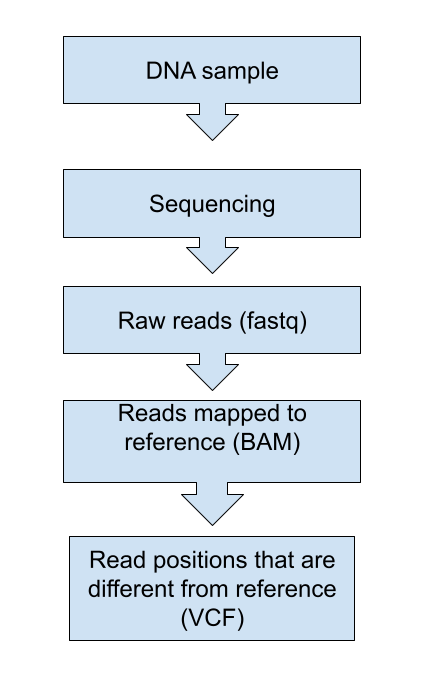 DNA sample
Sequencing
Raw reads (fastq)
Reads mapped to
reference (BAM)
Read positions that are
different from reference
(VCF)